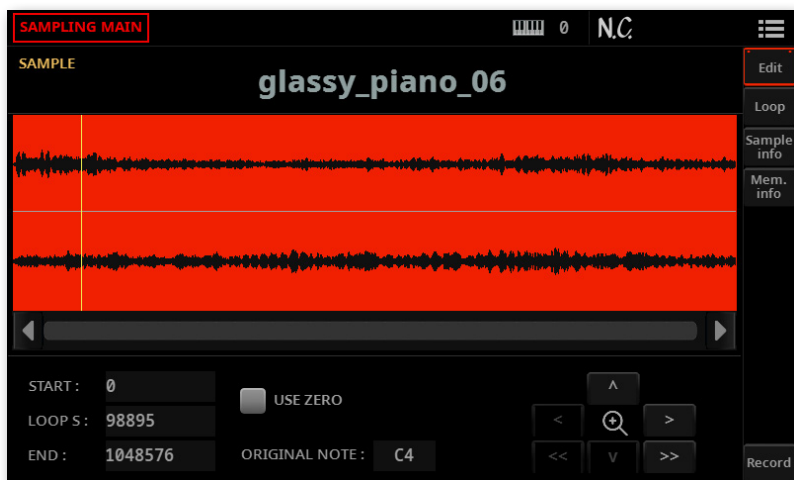 SAMPLING MAIN
0
N.C.
SAMPLE
glassy_piano_06
Edit
Loop
Sample
info
Mem.
info
START : 0
USE ZERO
LOOP S : 98895
END : 1048576
ORIGINAL NOTE : C4
^
< >
<< v >>
Record